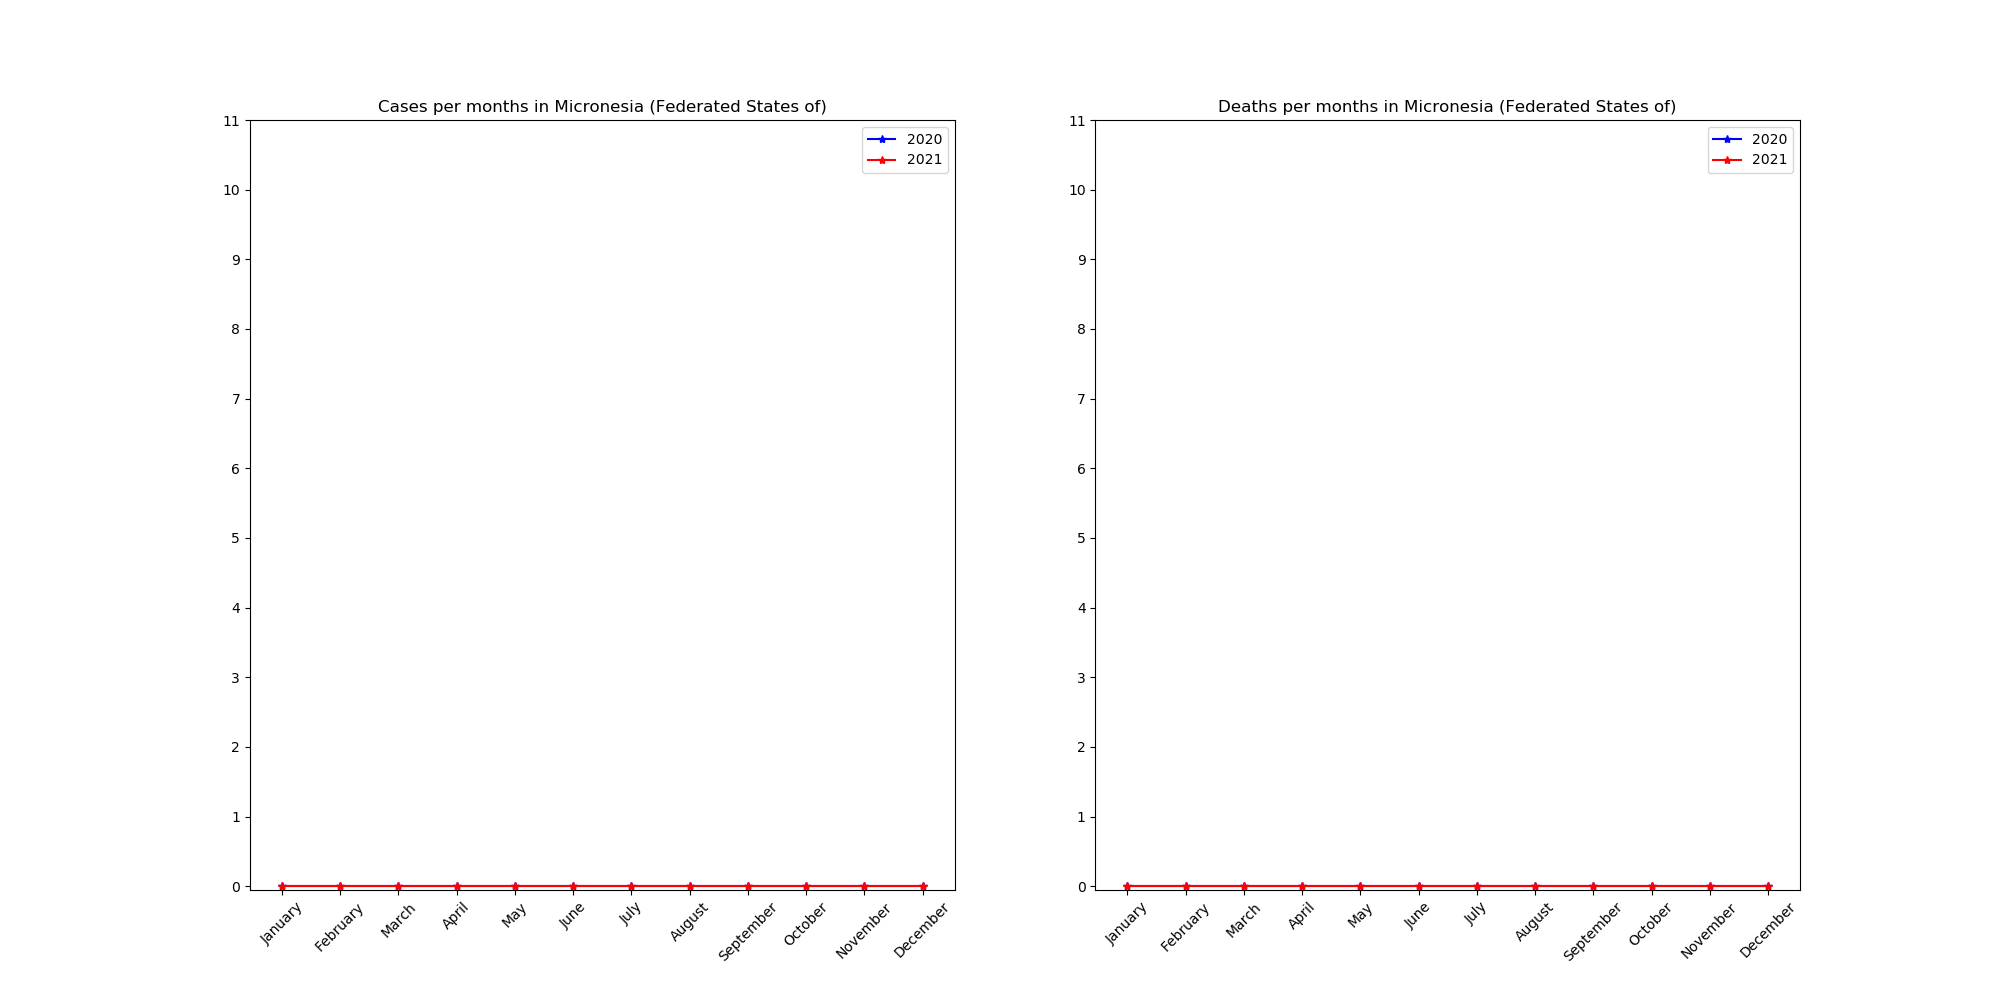 Cases per months in Micronesia (Federated States of)
2020
2021
11
10
9
8
7
6
5
4
3
2
1
0
January
February
March
April
May
June
July
August
September
October
November
December
Deaths per months in Micronesia (Federated States of)
2020
2021
11
10
9
8
7
6
5
4
3
2
1
0
January
February
March
April
May
June
July
August
September
October
November
December